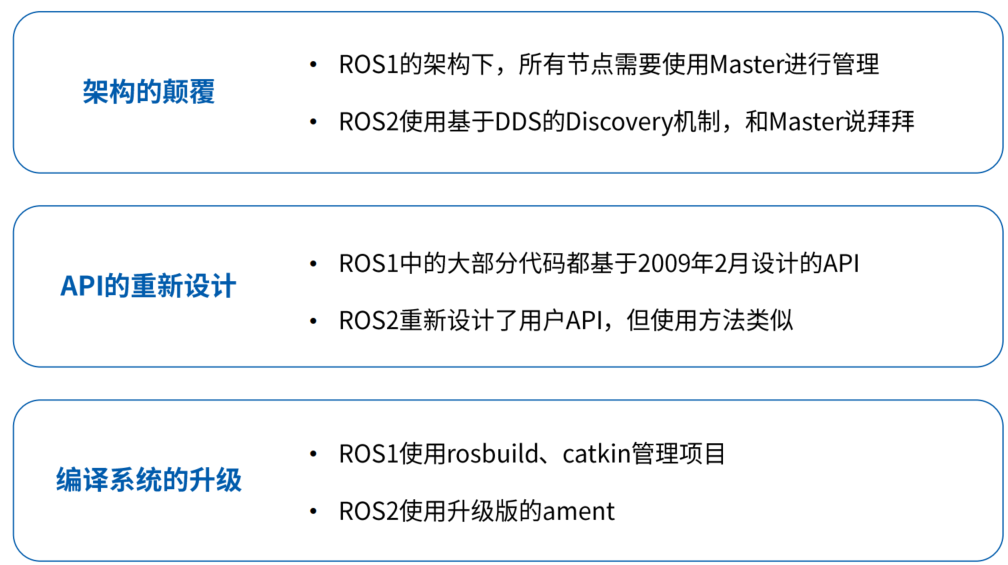 架构的颠覆
• ROS1的架构下，所有节点需要使用Master进行管理
• ROS2使用基于DDS的Discovery机制，和Master说拜拜
API的重新设计
• ROS1中的大部分代码都基于2009年2月设计的API
• ROS2重新设计了用户API，但使用方法类似
编译系统的升级
• ROS1使用rosbuild、catkin管理项目
• ROS2使用升级版的ament